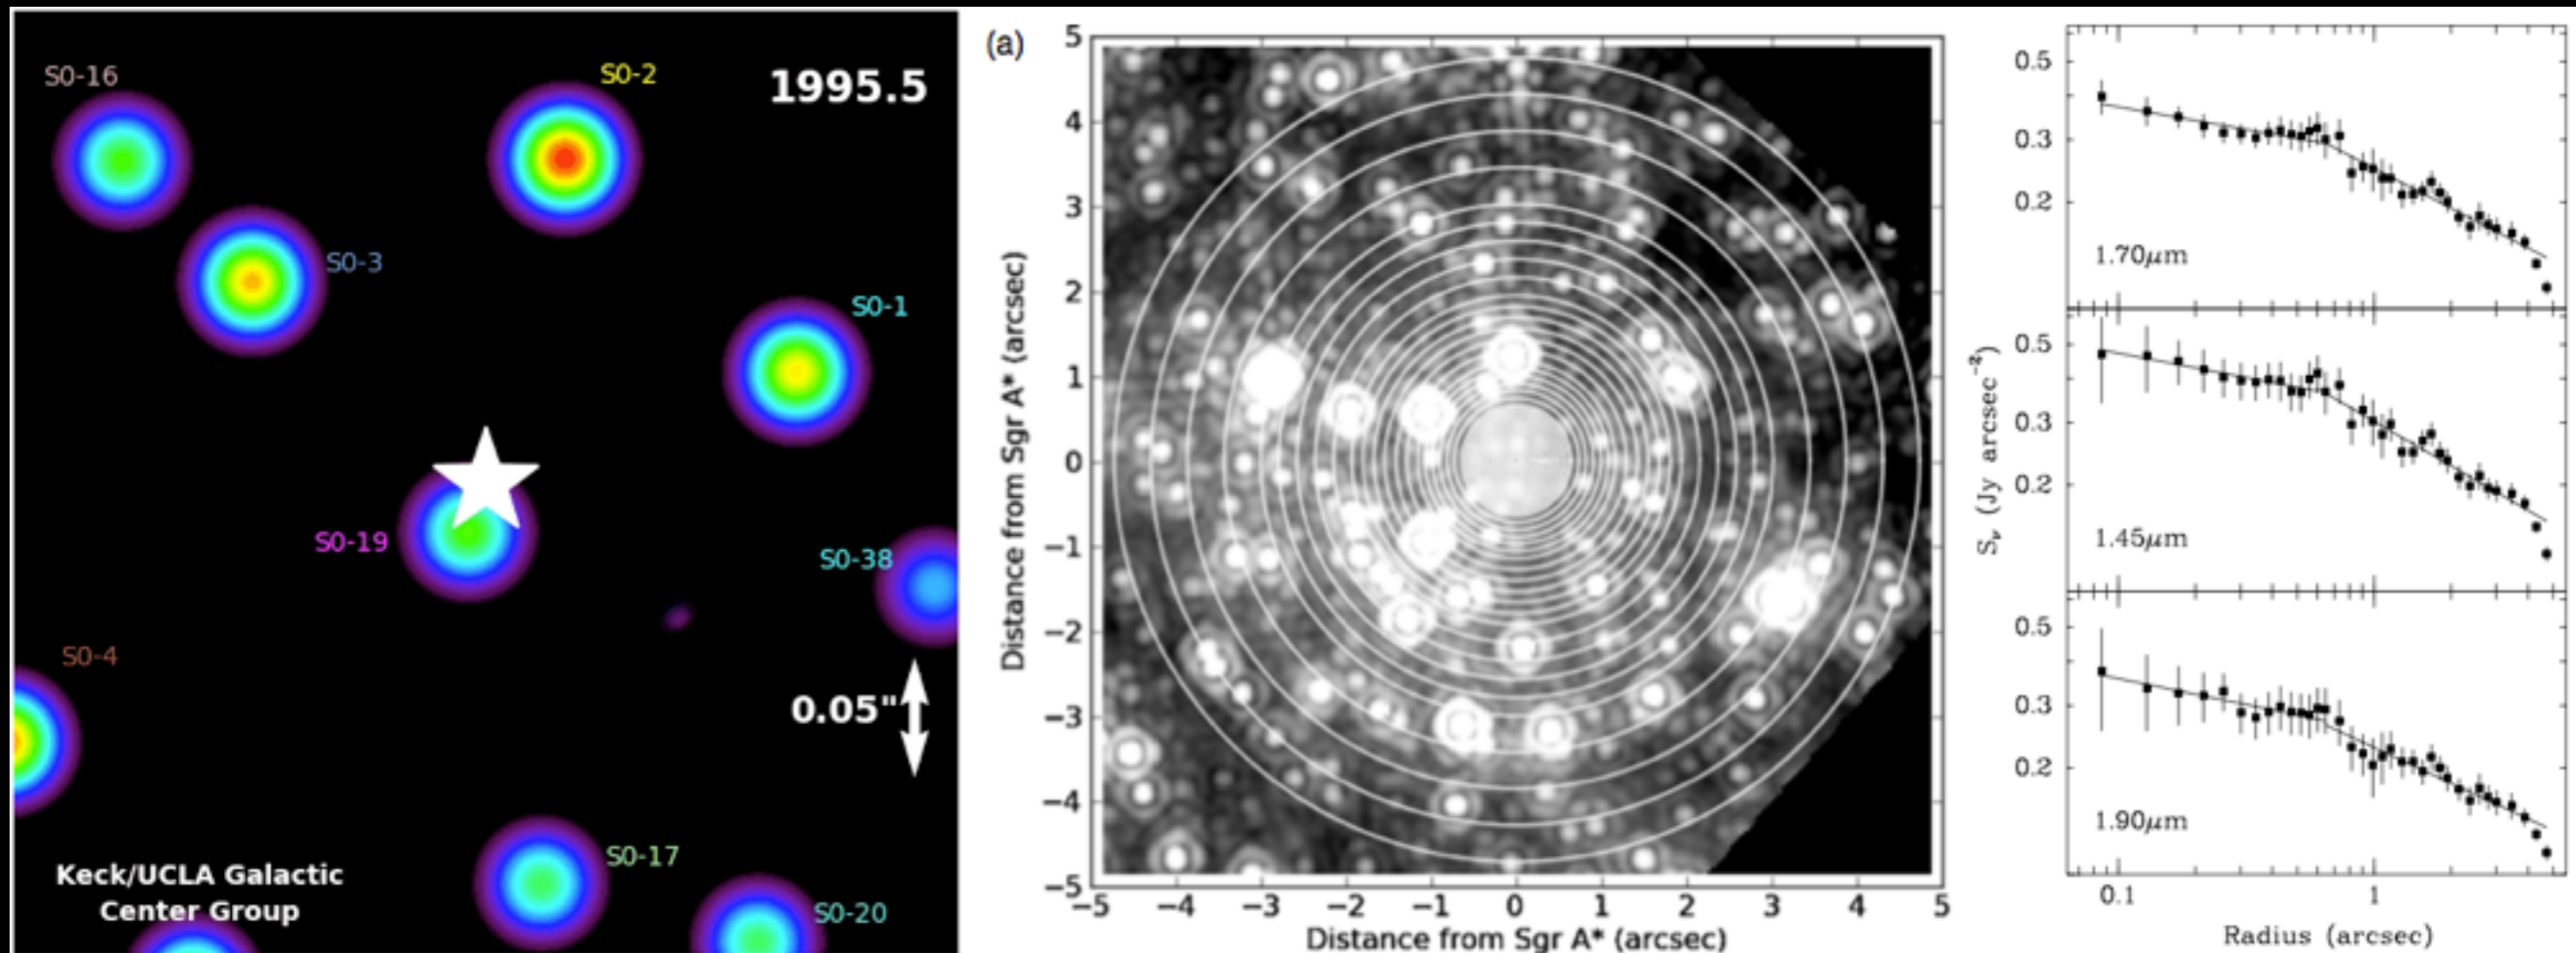 S0-16
S0-2
1995.5
S0-3
S0-1
S0-19
S0-38
S0-4
0.05"
S0-17
Keck/UCLA Galactic
Center Group
S0-20
(a)
Distance from Sgr A* (arcsec)
5
4
3
2
1
0
−1
−2
−3
−4
−5
−5 −4 −3 −2 −1 0 1 2 3 4 5
Distance from Sgr A* (arcsec)
Sν (Jy arcsec⁻²)
0.5
0.3
0.2
1.70μm
0.5
0.3
0.2
1.45μm
0.5
0.3
0.2
1.90μm
0.1 1
Radius (arcsec)